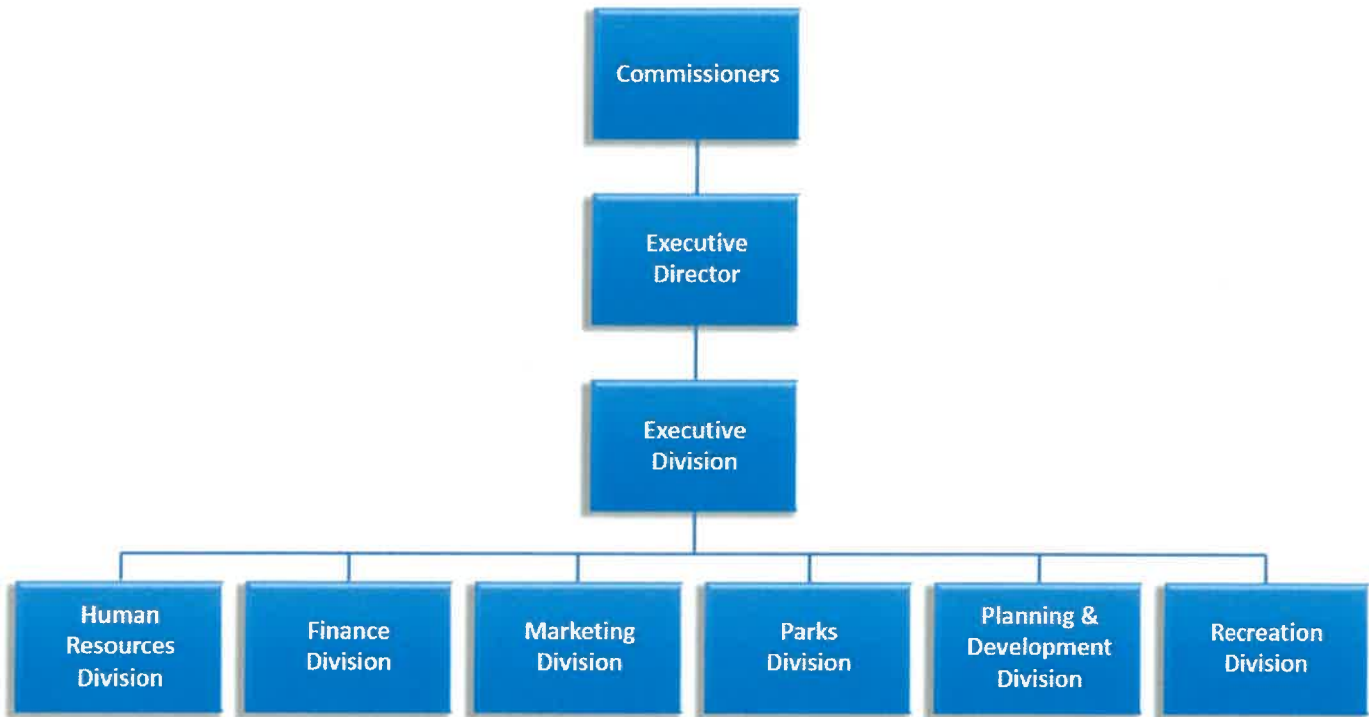 Commissioners
Executive
Director
Executive
Division
Human
Resources
Division
Finance
Division
Marketing
Division
Parks
Division
Planning &
Development
Division
Recreation
Division